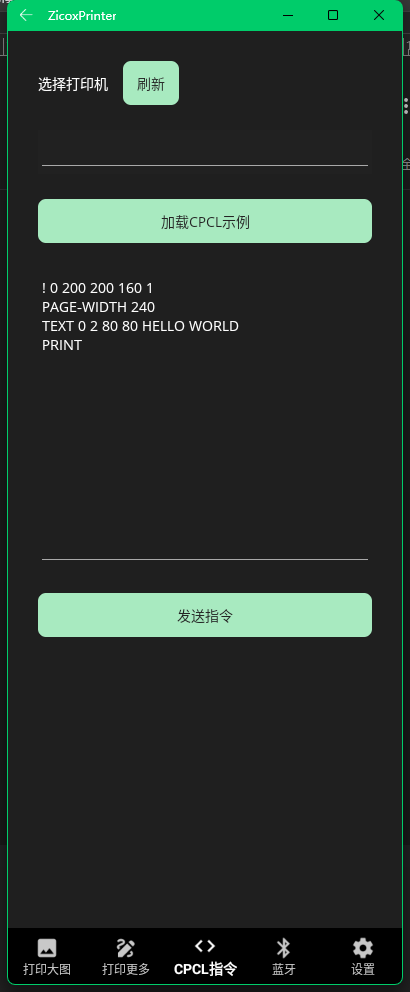 ZicoxPrinter
选择打印机
刷新
加载CPCL示例
! 0 200 200 160 1
PAGE-WIDTH 240
TEXT 0 2 80 80 HELLO WORLD
PRINT
发送指令
打印大图
打印更多
CPCL指令
蓝牙
设置